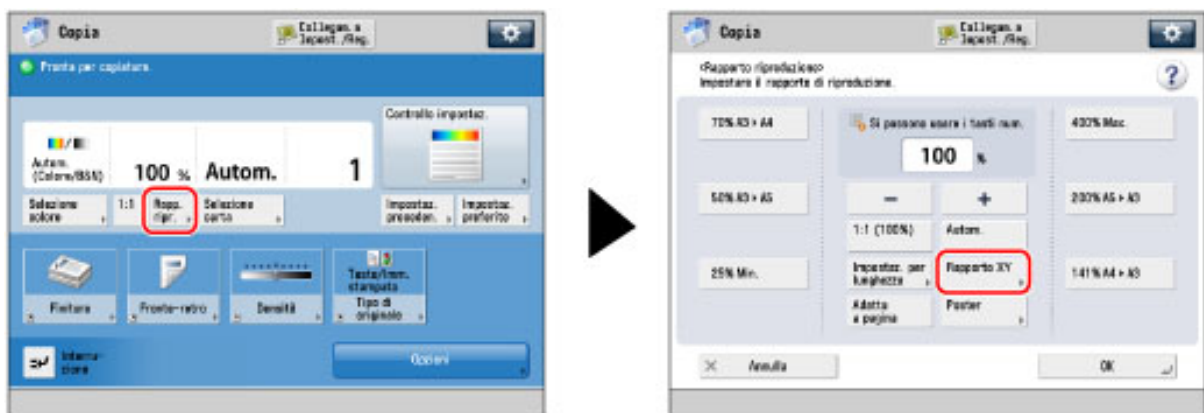 Copia
Collegam. a
Impost./Reg.
Pronta per copiatura.
Controllo impostaz.
Autom.
(Colore/B&N)
100 %
Autom.
1
Selezione
colore
1:1
Rapp.
ripr.
Selezione
carta
Impostaz.
preceden.
Impostaz.
preferito
Finitura
Fronte-retro
Densità
Testo/Imm.
stampata
Tipo di
originale
Interru-
zione
Opzioni
Copia
Collegam. a
Impost./Reg.
<Rapporto riproduzione>
Impostare il rapporto di riproduzione.
?
70% A3 ▸ A4
Si possono usare i tasti num.
400% Mac.
100 %
50% A3 ▸ A5
-
+
200% A5 ▸ A3
1:1 (100%)
Autom.
25% Min.
Impostaz. per
lunghezza
Rapporto XY
141% A4 ▸ A3
Adatta
a pagina
Poster
× Annulla
OK